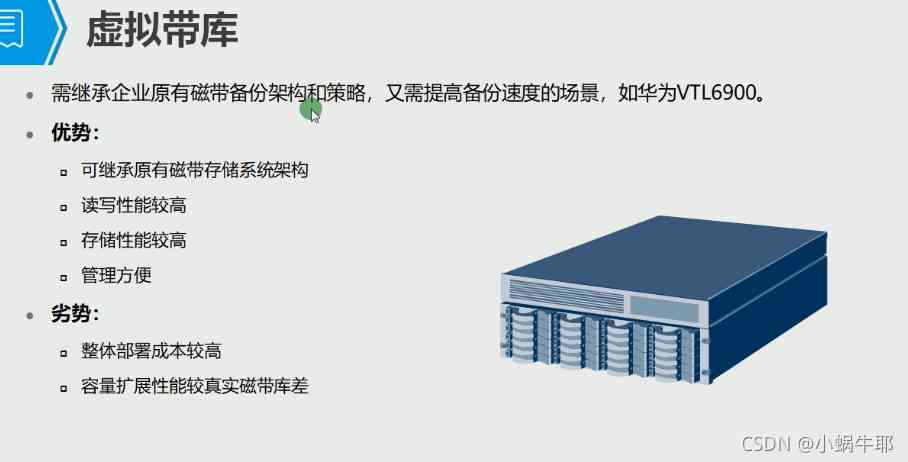 虚拟带库
需继承企业原有磁带备份架构和策略，又需提高备份速度的场景，如华为VTL6900。
优势：
可继承原有磁带存储系统架构
读写性能较高
存储性能较高
管理方便
劣势：
整体部署成本较高
容量扩展性能较真实磁带库差
CSDN @小蜗牛耶